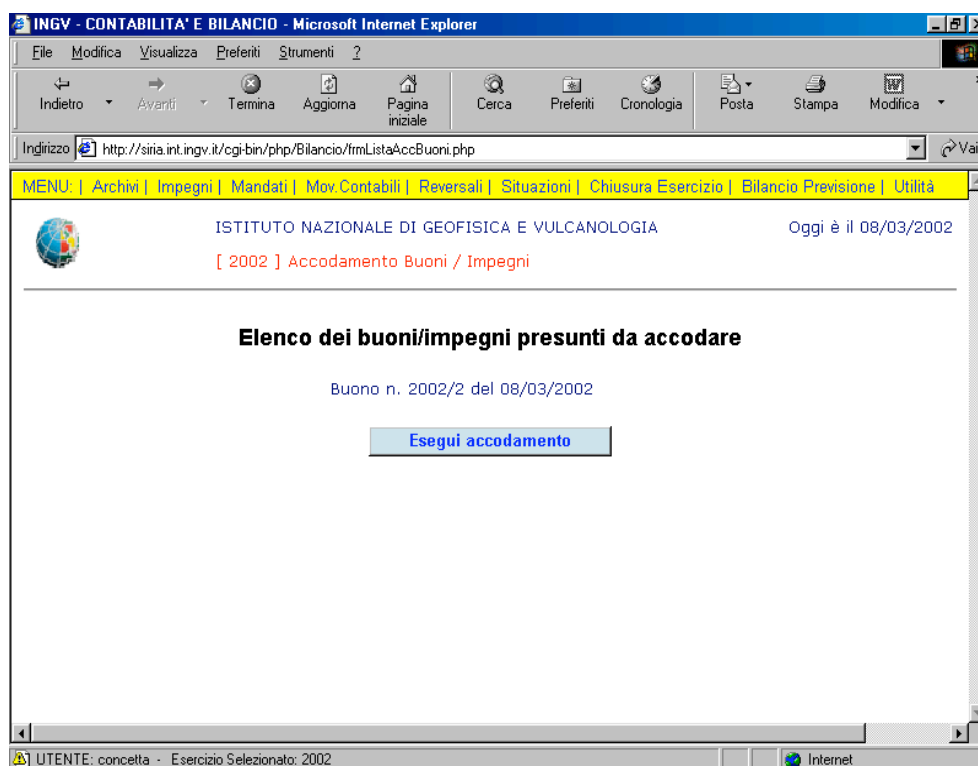 INGV - CONTABILITA' E BILANCIO - Microsoft Internet Explorer
File Modifica Visualizza Preferiti Strumenti ?
Indietro Avanti Termina Aggiorna Pagina iniziale Cerca Preferiti Cronologia Posta Stampa Modifica
Indirizzo http://siria.int.ingv.it/cgi-bin/php/Bilancio/frmListaAccBuoni.php Vai
MENU: | Archivi | Impegni | Mandati | Mov.Contabili | Reversali | Situazioni | Chiusura Esercizio | Bilancio Previsione | Utilità
ISTITUTO NAZIONALE DI GEOFISICA E VULCANOLOGIA Oggi è il 08/03/2002
[ 2002 ] Accodamento Buoni / Impegni
Elenco dei buoni/impegni presunti da accodare
Buono n. 2002/2 del 08/03/2002
Esegui accodamento
UTENTE: concetta - Esercizio Selezionato: 2002 Internet